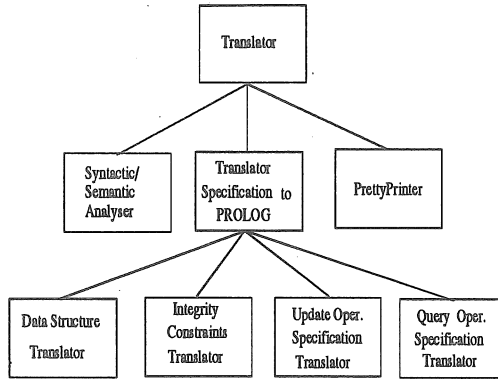 Translator
Syntactic/
Semantic
Analyser
Translator
Specification to
PROLOG
PrettyPrinter
Data Structure
Translator
Integrity
Constraints
Translator
Update Oper.
Specification
Translator
Query Oper.
Specification
Translator